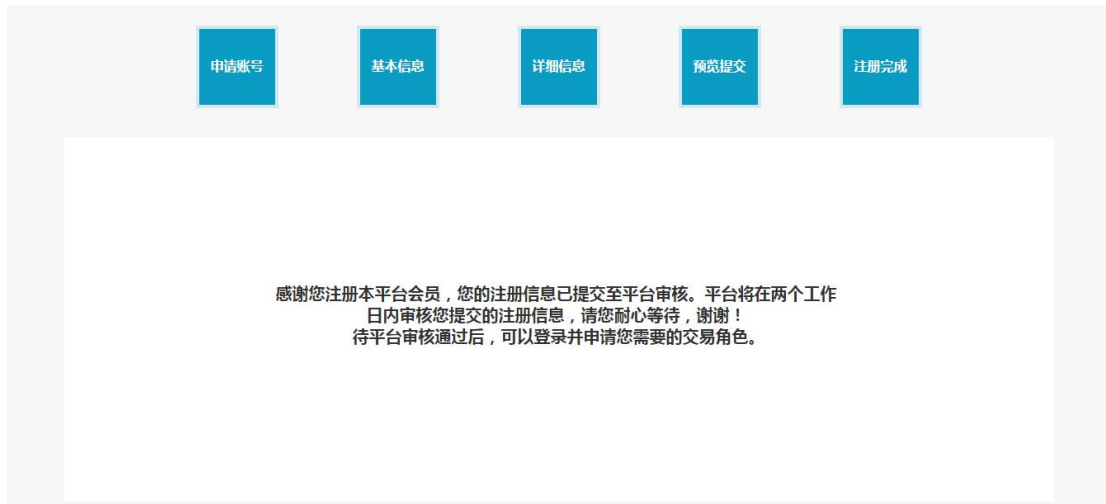 申请账号
基本信息
详细信息
预览提交
注册完成
感谢您注册本平台会员，您的注册信息已提交至平台审核。平台将在两个工作
日内审核您提交的注册信息，请您耐心等待，谢谢！
待平台审核通过后，可以登录并申请您需要的交易角色。